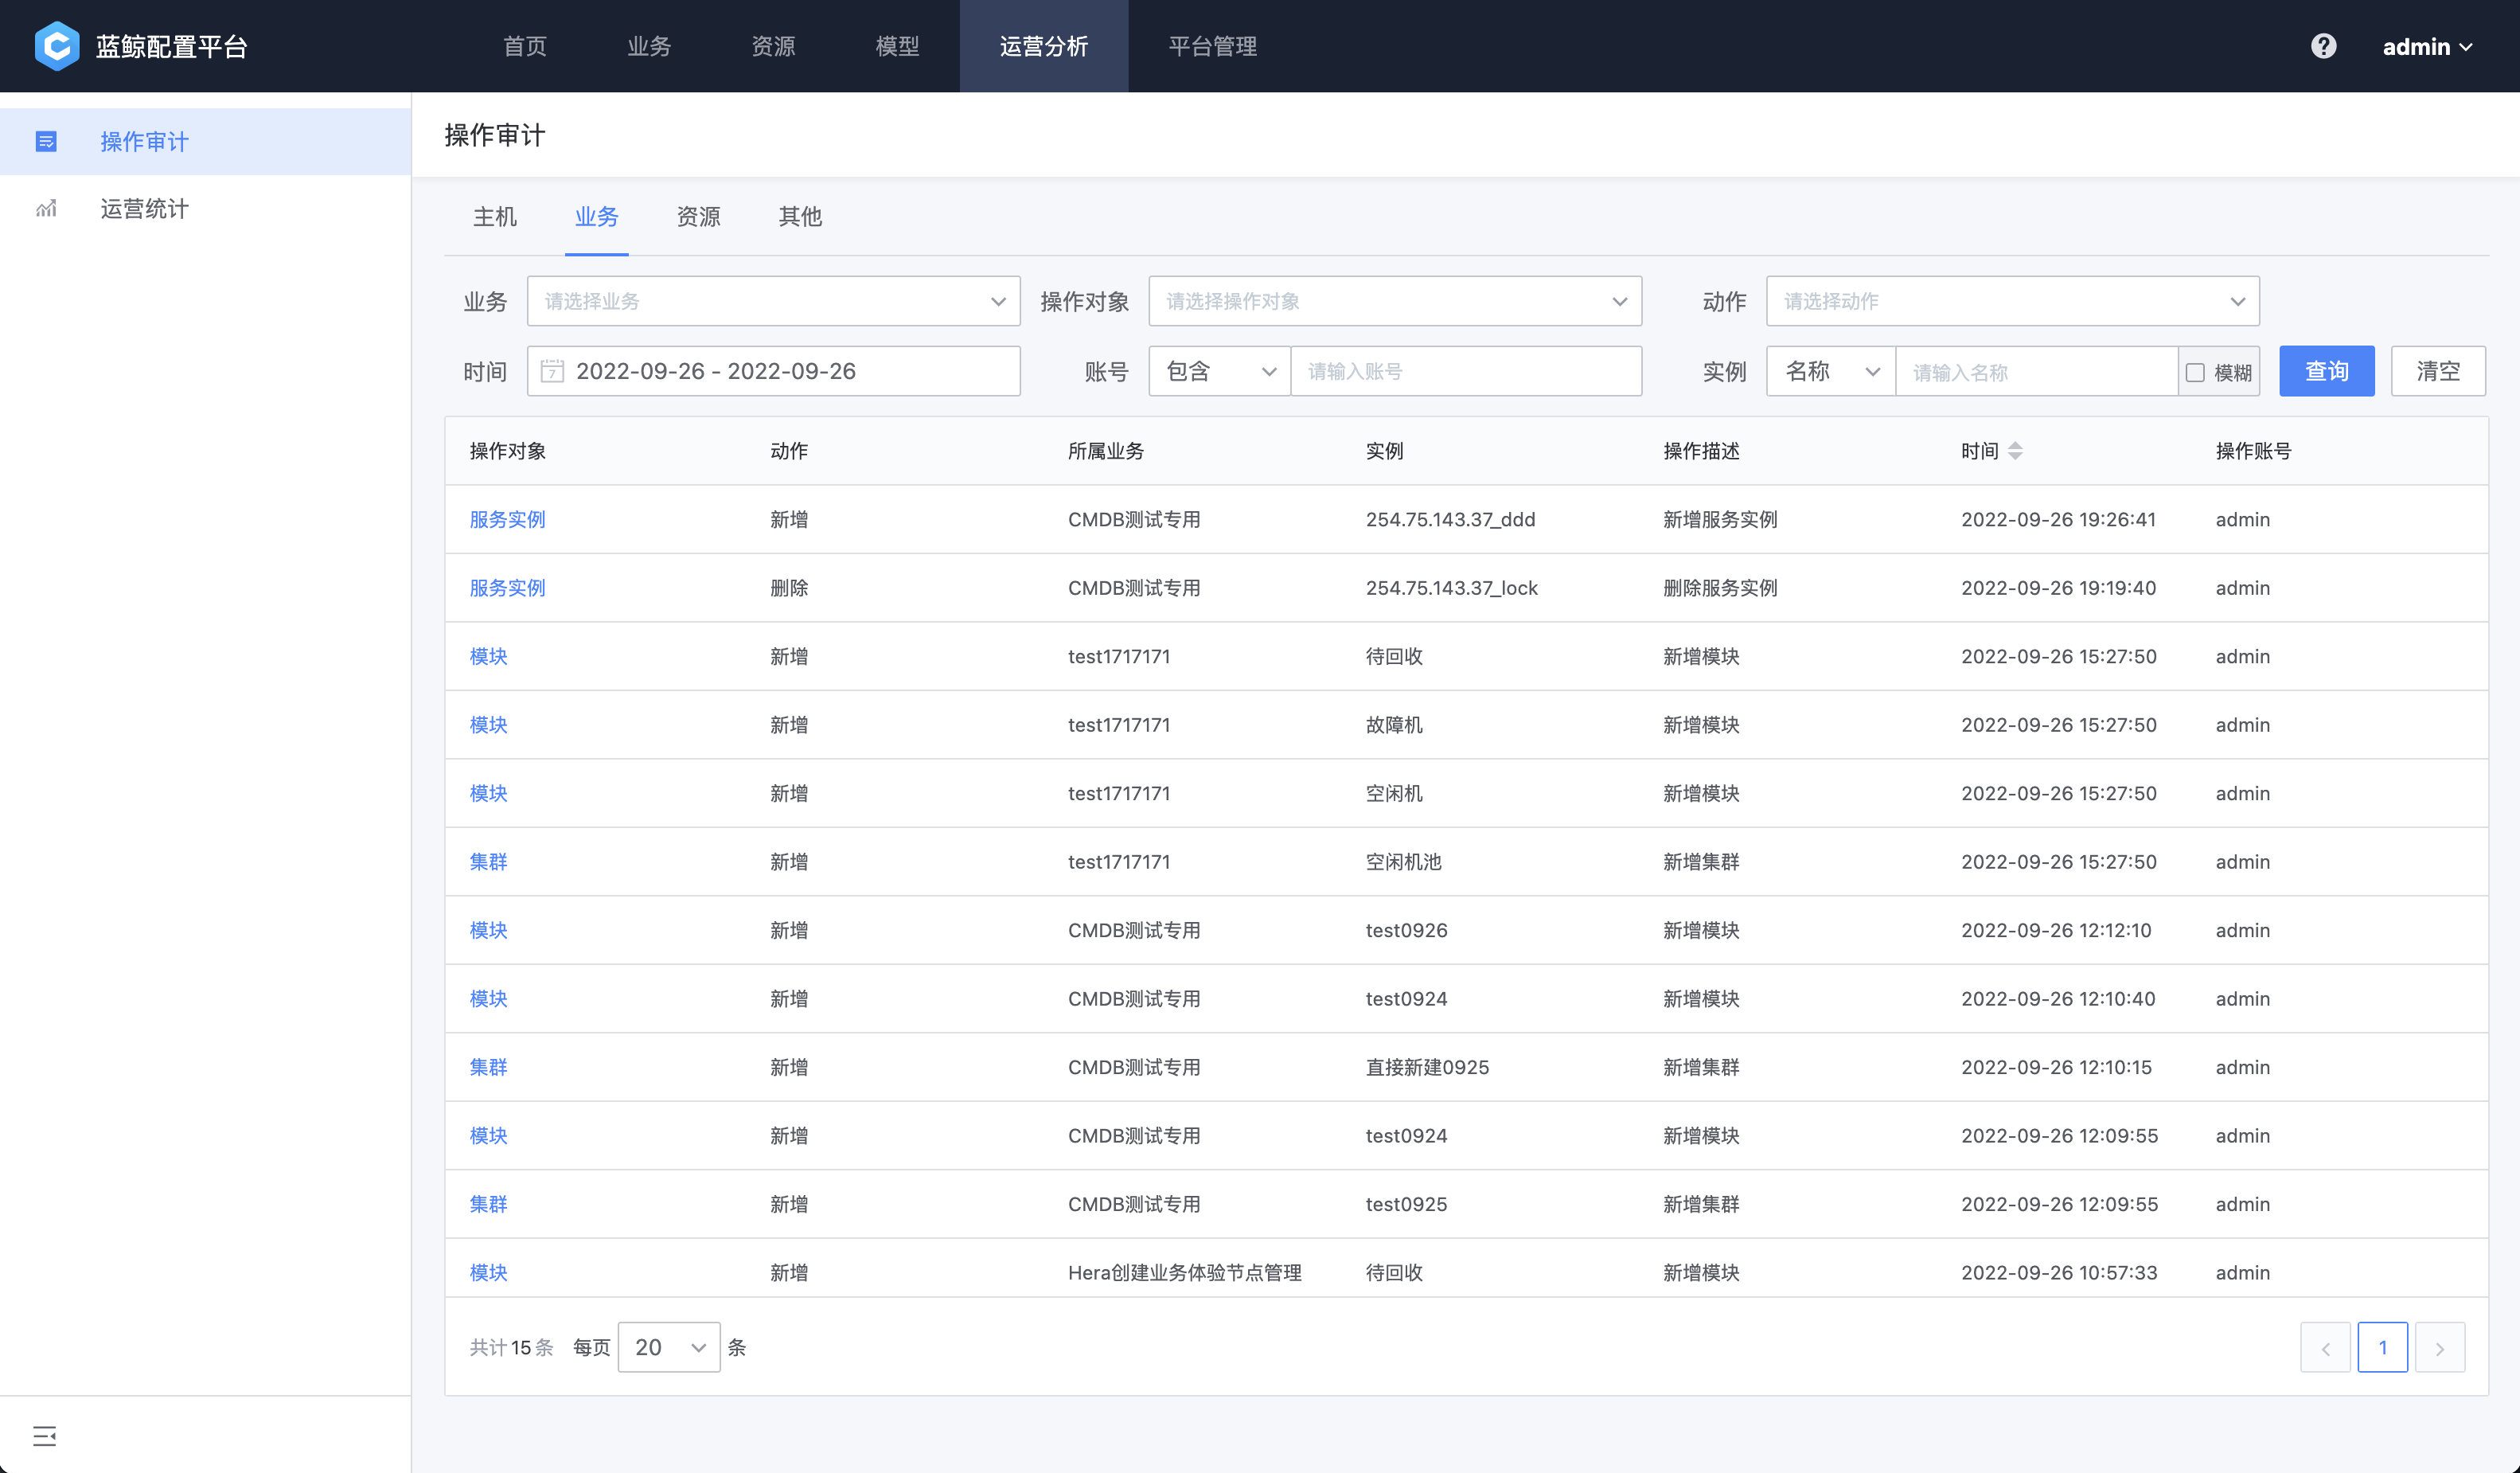 蓝鲸配置平台 首页 业务 资源 模型 运营分析 平台管理 admin
操作审计
运营统计
操作审计
主机 业务 资源 其他
业务 请选择业务 操作对象 请选择操作对象 动作 请选择动作
时间 7 2022-09-26 - 2022-09-26 账号 包含 请输入账号 实例 名称 请输入名称 模糊 查询 清空
操作对象 动作 所属业务 实例 操作描述 时间 操作账号
服务实例 新增 CMDB测试专用 254.75.143.37_ddd 新增服务实例 2022-09-26 19:26:41 admin
服务实例 删除 CMDB测试专用 254.75.143.37_lock 删除服务实例 2022-09-26 19:19:40 admin
模块 新增 test1717171 待回收 新增模块 2022-09-26 15:27:50 admin
模块 新增 test1717171 故障机 新增模块 2022-09-26 15:27:50 admin
模块 新增 test1717171 空闲机 新增模块 2022-09-26 15:27:50 admin
集群 新增 test1717171 空闲机池 新增集群 2022-09-26 15:27:50 admin
模块 新增 CMDB测试专用 test0926 新增模块 2022-09-26 12:12:10 admin
模块 新增 CMDB测试专用 test0924 新增模块 2022-09-26 12:10:40 admin
集群 新增 CMDB测试专用 直接新建0925 新增集群 2022-09-26 12:10:15 admin
模块 新增 CMDB测试专用 test0924 新增模块 2022-09-26 12:09:55 admin
集群 新增 CMDB测试专用 test0925 新增集群 2022-09-26 12:09:55 admin
模块 新增 Hera创建业务体验节点管理 待回收 新增模块 2022-09-26 10:57:33 admin
共计 15 条 每页 20 条 1